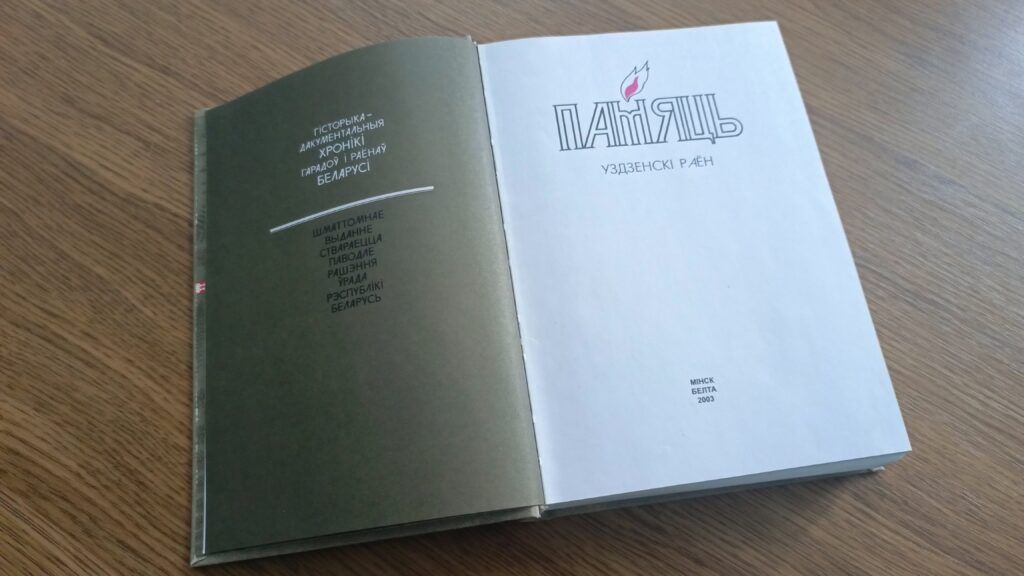 ГІСТОРЫКА–
ДАКУМЕНТАЛЬНЫЯ
ХРОНІКІ
ГАРАДОЎ І РАЁНАЎ
БЕЛАРУСІ
ШМАТТОМНАЕ
ВЫДАННЕ
СТВАРАЕЦЦА
ПАВОДЛЕ
РАШЭННЯ
ЎРАДА
РЭСПУБЛІКІ
БЕЛАРУСЬ
ПАМЯЦЬ
УЗДЗЕНСКІ РАЁН
МІНСК
БЕЛТА
2003